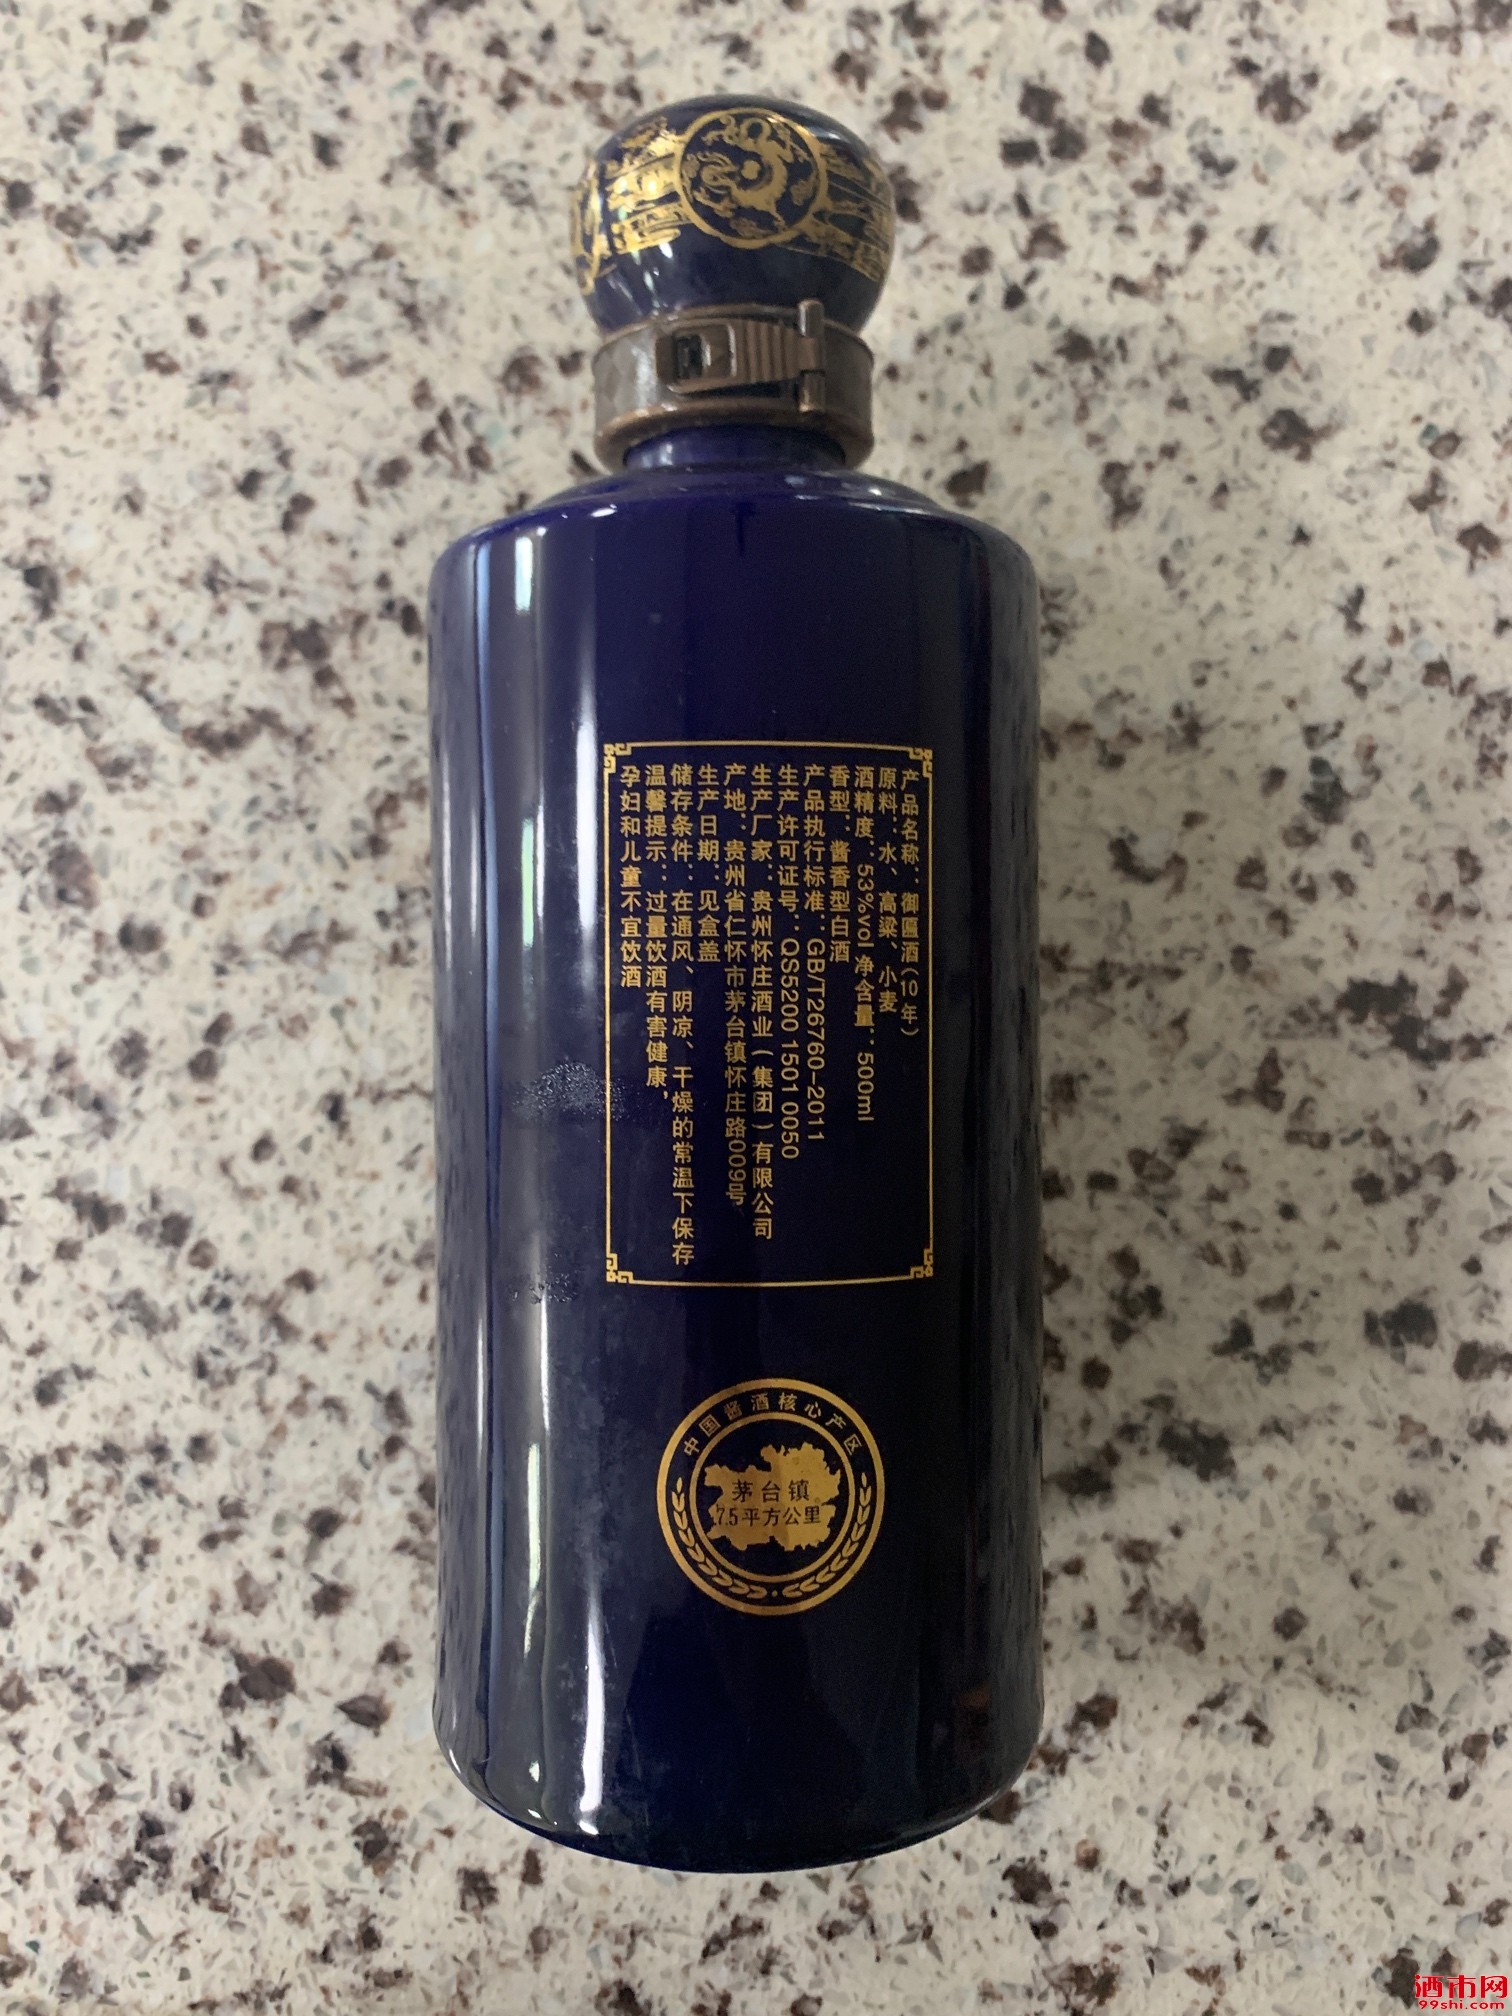 产品名称：御匾酒（10年）
原料：水、高粱、小麦
酒精度：53%vol 净含量：500ml
香型：酱香型白酒
产品执行标准：GB/T26760-2011
生产许可证号：QS5200 1501 0050
生产厂家：贵州怀庄酒业（集团）有限公司
产地：贵州省仁怀市茅台镇怀庄路009号
生产日期：见盒盖
储存条件：在通风、阴凉、干燥的常温下保存
温馨提示：过量饮酒有害健康，
孕妇和儿童不宜饮酒
中国酱酒核心产区
茅台镇
7.5平方公里
酒市网
99shi.com